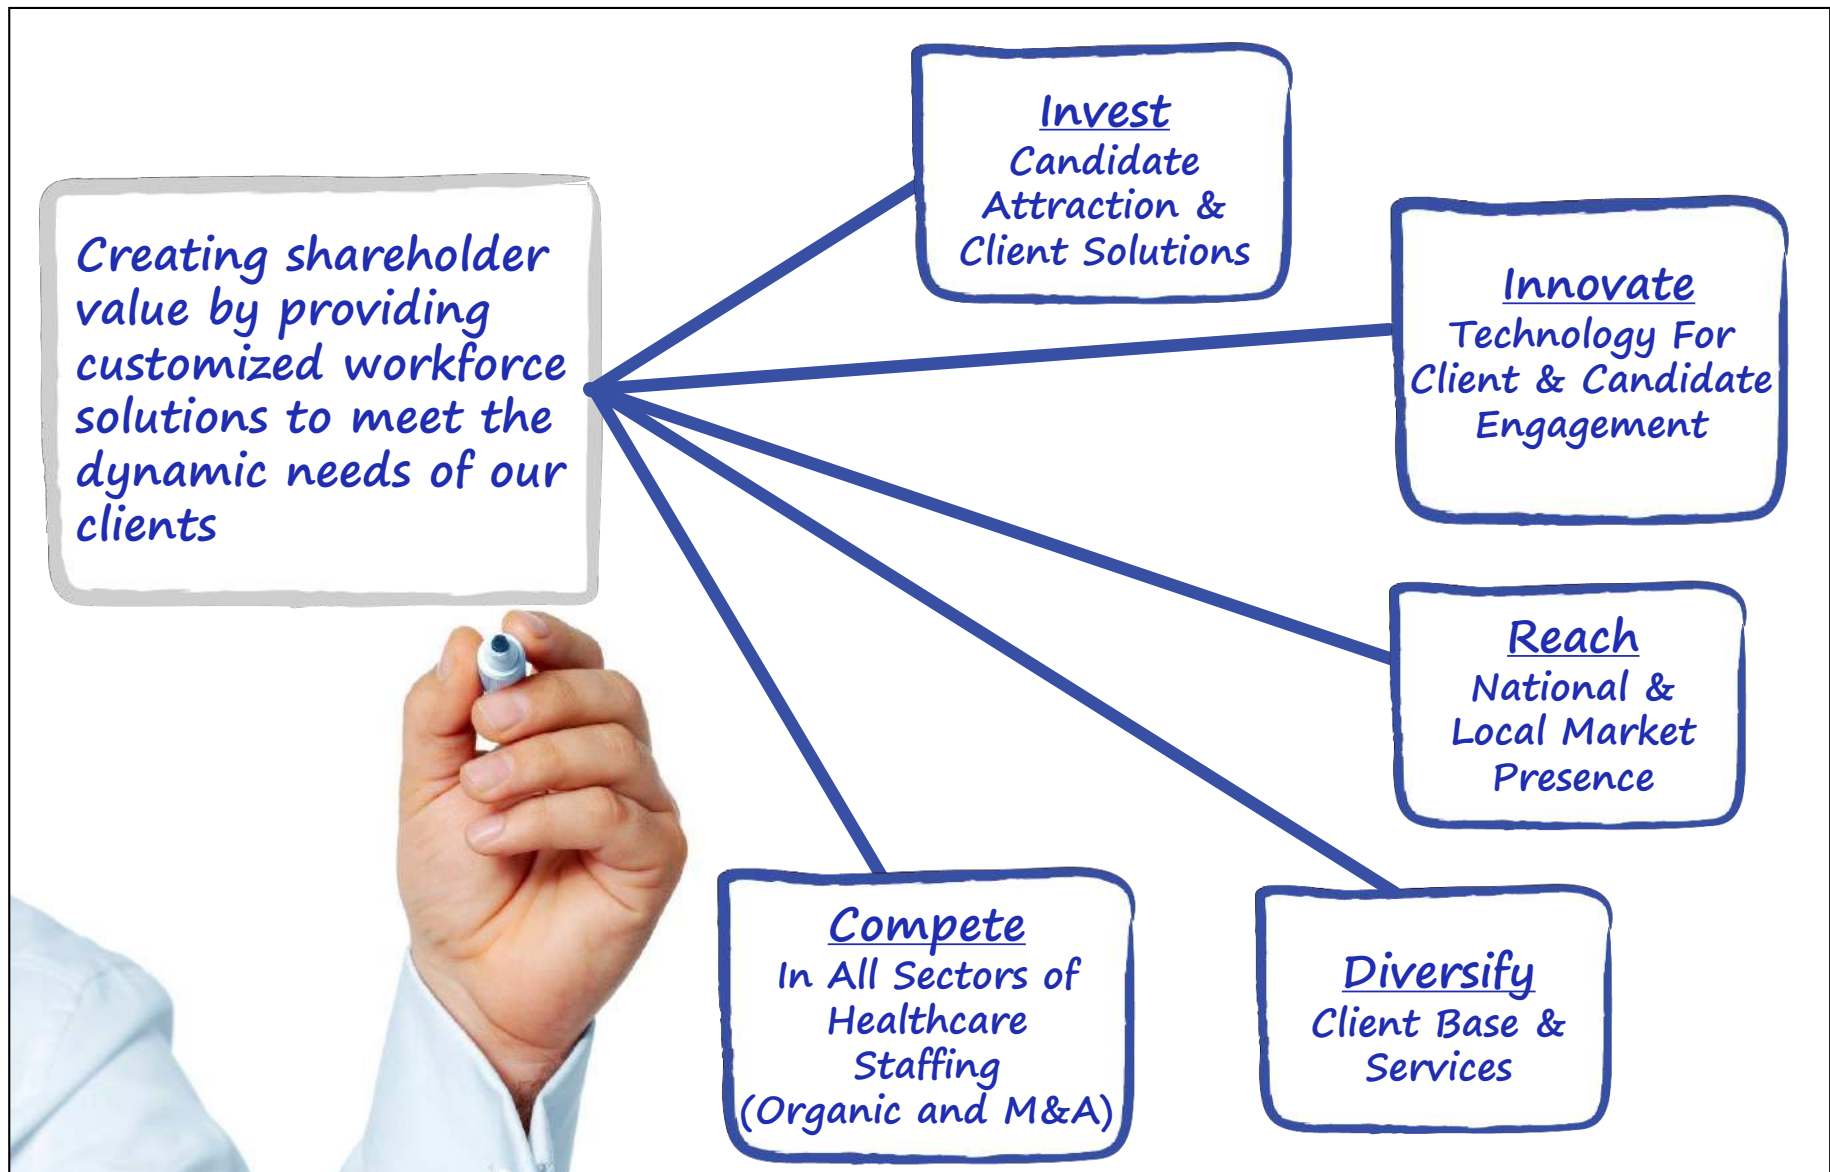 Creating shareholder
value by providing
customized workforce
solutions to meet the
dynamic needs of our
clients
Invest
Candidate
Attraction &
Client Solutions
Innovate
Technology For
Client & Candidate
Engagement
Reach
National &
Local Market
Presence
Diversify
Client Base &
Services
Compete
In All Sectors of
Healthcare
Staffing
(Organic and M&A)